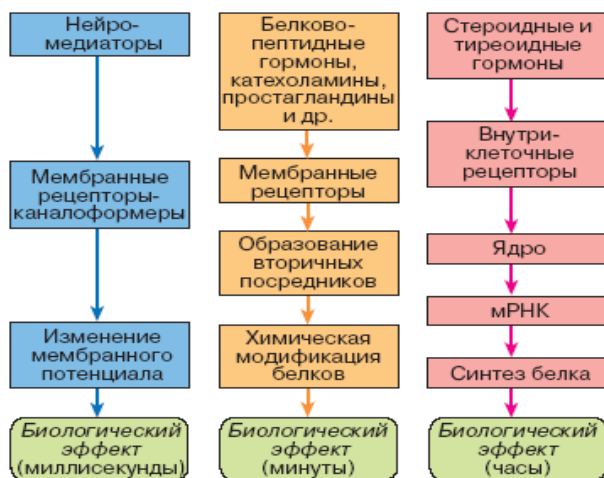 Нейро-
медиаторы
Мембранные
рецепторы-
каналоформеры
Изменение
мембранного
потенциала
Биологический
эффект
(миллисекунды)
Белково-
пептидные
гормоны,
катехоламины,
простагландины
и др.
Мембранные
рецепторы
Образование
вторичных
посредников
Химическая
модификация
белков
Биологический
эффект
(минуты)
Стероидные и
тиреоидные
гормоны
Внутри-
клеточные
рецепторы
Ядро
мРНК
Синтез белка
Биологический
эффект
(часы)